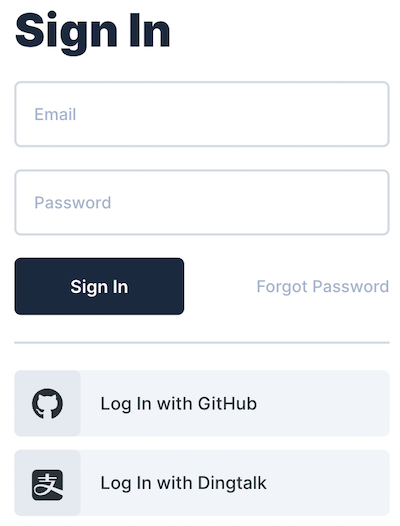 Sign In
Email
Password
Sign In
Forgot Password
Log In with GitHub
支
Log In with Dingtalk